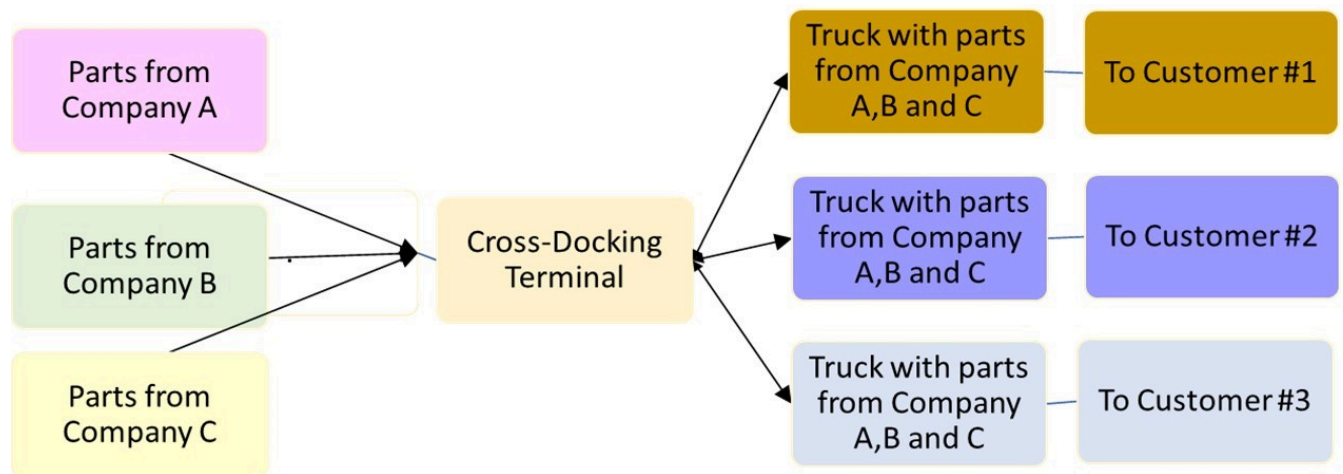 Parts from
Company A
Parts from
Company B
Parts from
Company C
Cross-Docking
Terminal
Truck with parts
from Company
A,B and C
To Customer #1
Truck with parts
from Company
A,B and C
To Customer #2
Truck with parts
from Company
A,B and C
To Customer #3